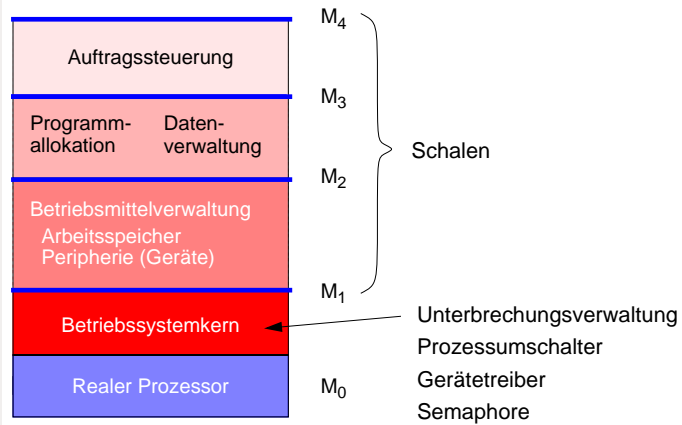 M4
Auftragssteuerung
M3
Programm- Daten-
allokation verwaltung
Schalen
M2
Betriebsmittelverwaltung
Arbeitsspeicher
Peripherie (Geräte)
M1
Betriebssystemkern
Unterbrechungsverwaltung
Prozessumschalter
Realer Prozessor
M0
Gerätetreiber
Semaphore